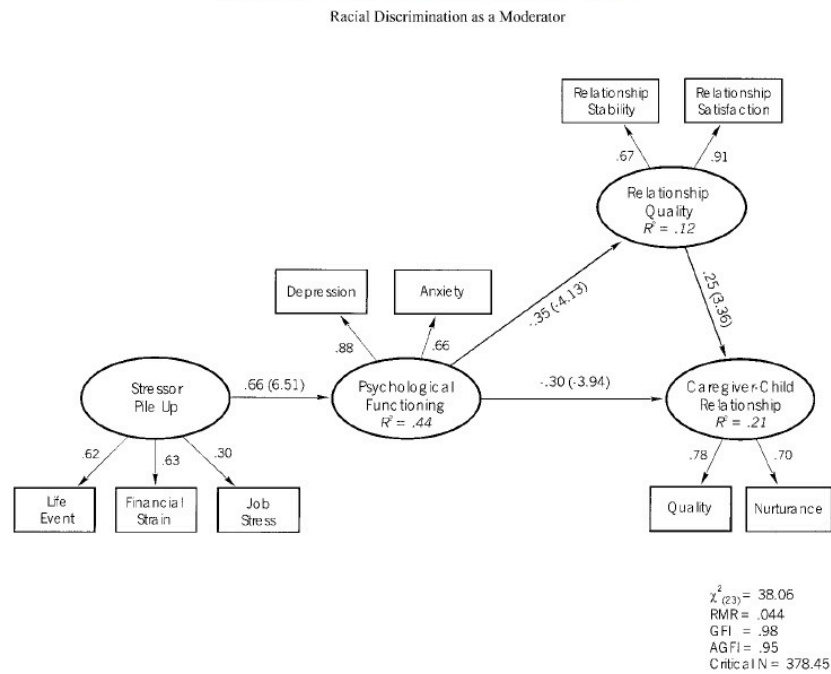 Racial Discrimination as a Moderator
Relationship
Stability
Relationship
Satisfaction
.67
.91
Relationship
Quality
R² = .12
Depression
Anxiety
-.35 (-4.13)
.25 (3.36)
.88
.66
Stressor
Pile Up
.66 (6.51)
Psychological
Functioning
R² = .44
-.30 (-3.94)
Caregiver-Child
Relationship
R² = .21
.62
.63
.30
.78
.70
Life
Event
Financial
Strain
Job
Stress
Quality
Nurturance
χ²(23) = 38.06
RMR = .044
GFI = .98
AGFI = .95
Critical N = 378.45